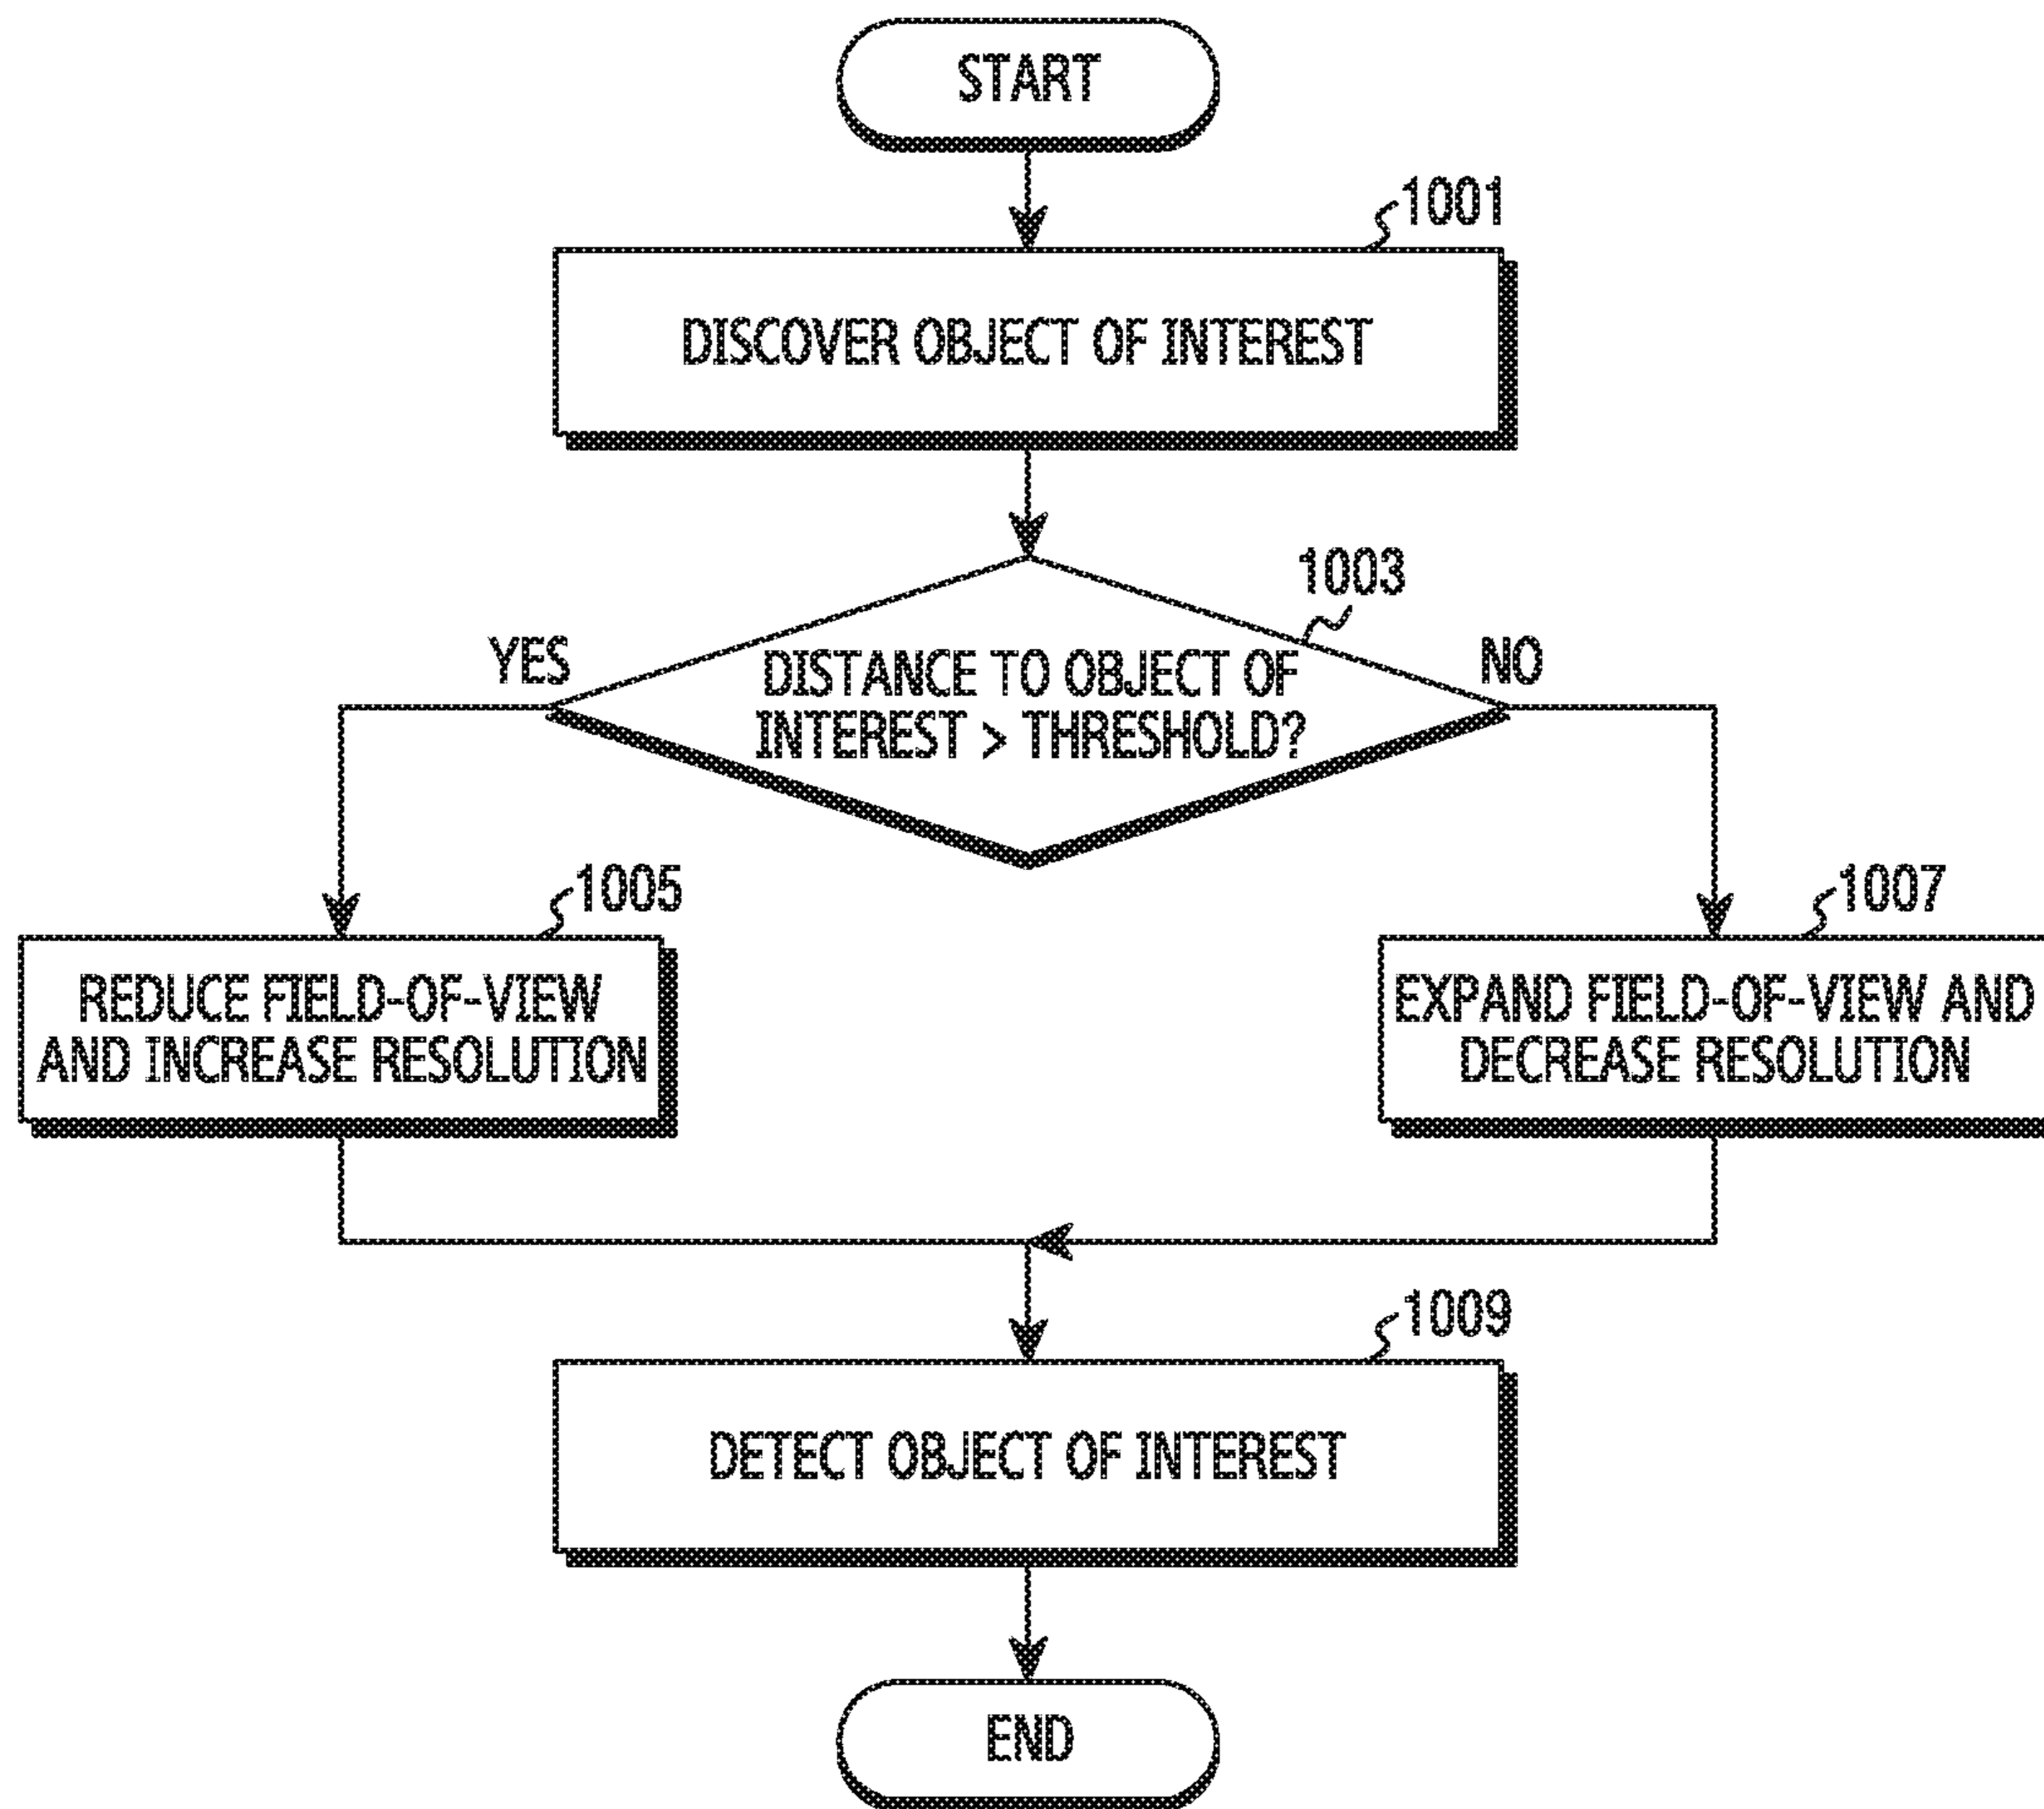 START
1001
DISCOVER OBJECT OF INTEREST
1003
YES
DISTANCE TO OBJECT OF
INTEREST > THRESHOLD?
NO
1005
REDUCE FIELD-OF-VIEW
AND INCREASE RESOLUTION
1007
EXPAND FIELD-OF-VIEW AND
DECREASE RESOLUTION
1009
DETECT OBJECT OF INTEREST
END